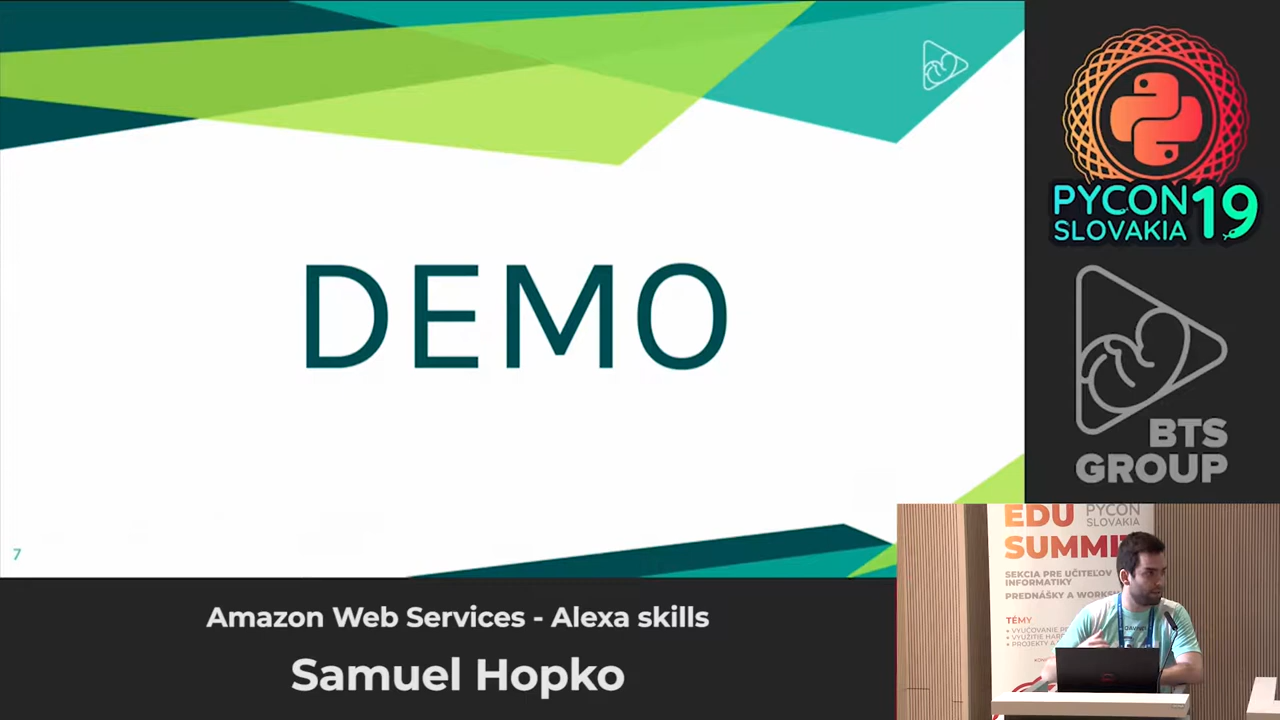 DEMO
7
PYCON
SLOVAKIA
19
BTS
GROUP
EDU
SUMMIT
PYCON
SLOVAKIA
SEKCIA PRE UČITEĽOV
INFORMATIKY
PREDNÁŠKY A
TÉMY
Amazon Web Services - Alexa skills
Samuel Hopko